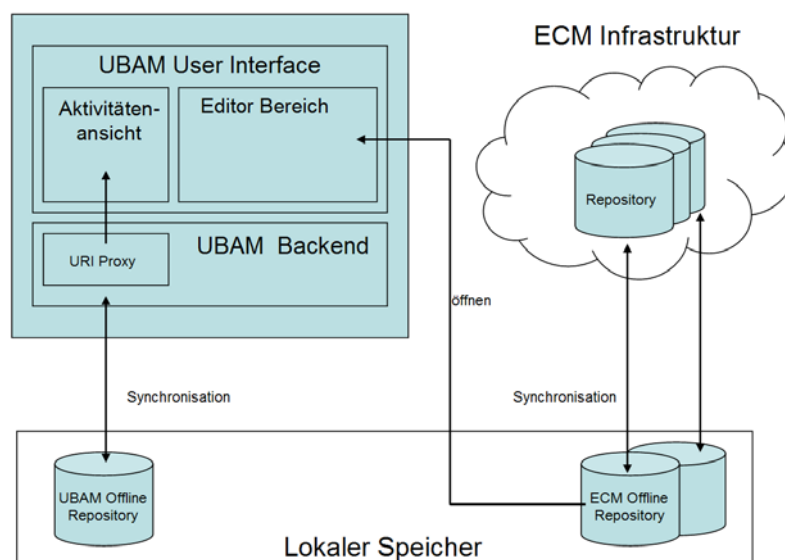 ECM Infrastruktur
UBAM User Interface
Aktivitäten-
ansicht
Editor Bereich
Repository
UBAM  Backend
URI Proxy
öffnen
Synchronisation
Synchronisation
UBAM Offline
Repository
ECM Offline
Repository
Lokaler Speicher